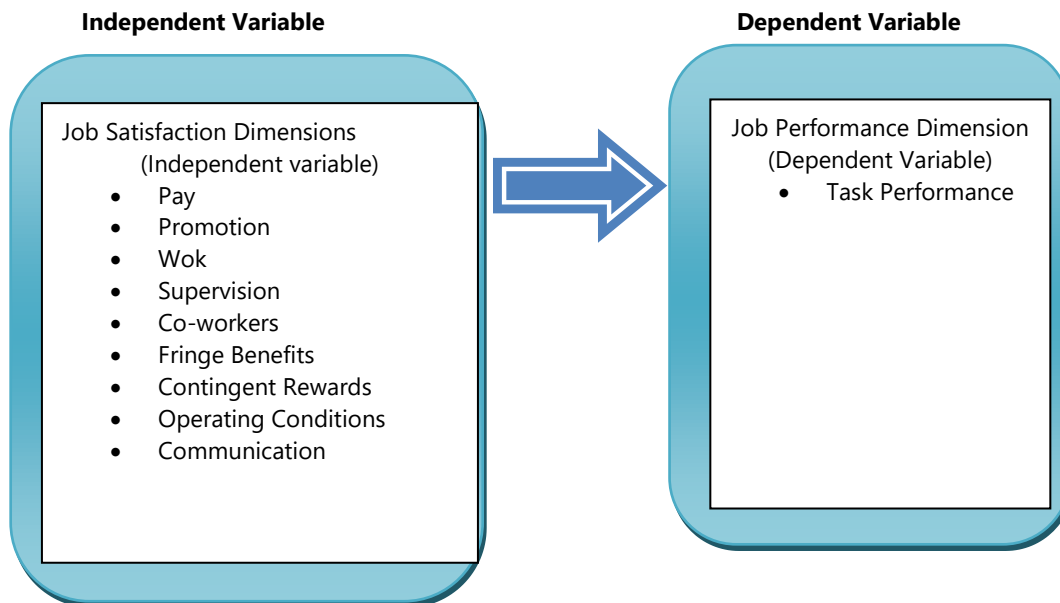 Independent Variable
Dependent Variable
Job Satisfaction Dimensions
(Independent variable)
• Pay
• Promotion
• Wok
• Supervision
• Co-workers
• Fringe Benefits
• Contingent Rewards
• Operating Conditions
• Communication
Job Performance Dimension
(Dependent Variable)
• Task Performance